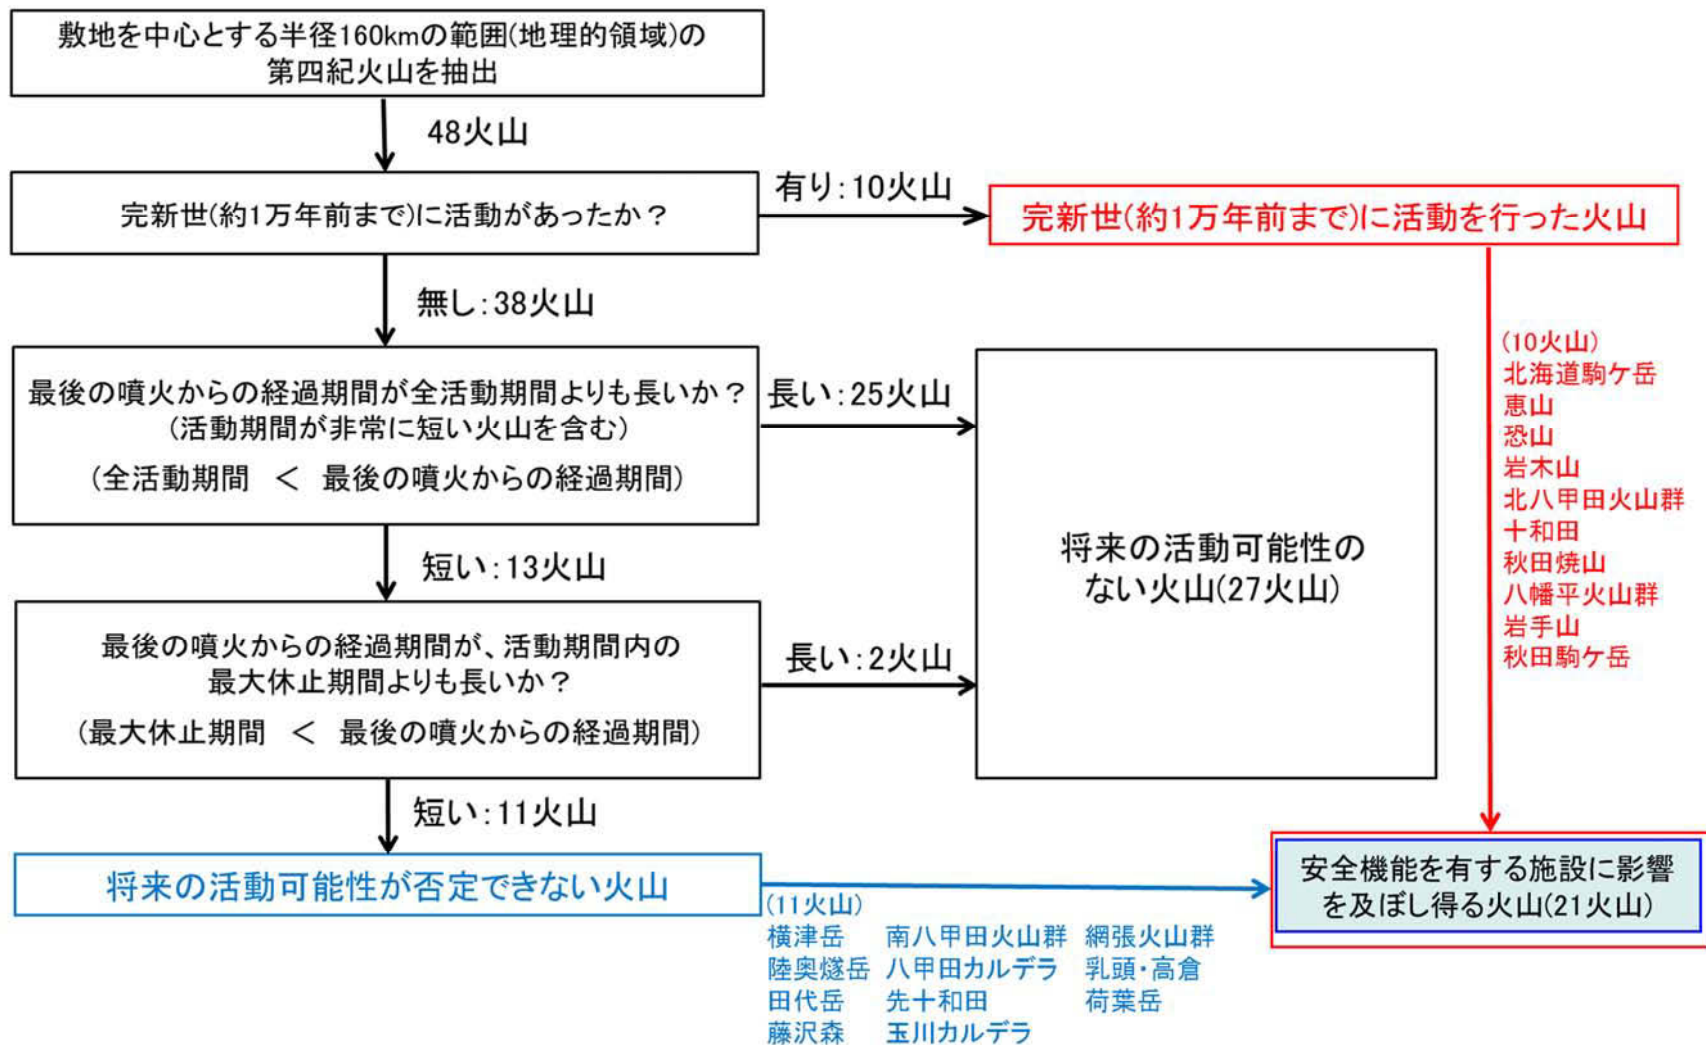 敷地を中心とする半径160kmの範囲(地理的領域)の
第四紀火山を抽出
48火山
完新世(約1万年前まで)に活動があったか？
有り：10火山
完新世(約1万年前まで)に活動を行った火山
無し：38火山
最後の噴火からの経過期間が全活動期間よりも長いか？
(活動期間が非常に短い火山を含む)
(全活動期間 ＜ 最後の噴火からの経過期間)
長い：25火山
将来の活動可能性の
ない火山(27火山)
(10火山)
北海道駒ケ岳
恵山
恐山
岩木山
北八甲田火山群
十和田
秋田焼山
八幡平火山群
岩手山
秋田駒ケ岳
短い：13火山
最後の噴火からの経過期間が、活動期間内の
最大休止期間よりも長いか？
(最大休止期間 ＜ 最後の噴火からの経過期間)
長い：2火山
短い：11火山
将来の活動可能性が否定できない火山
(11火山)
横津岳 南八甲田火山群 網張火山群
陸奥燧岳 八甲田カルデラ 乳頭・高倉
田代岳 先十和田 荷葉岳
藤沢森 玉川カルデラ
安全機能を有する施設に影響
を及ぼし得る火山(21火山)